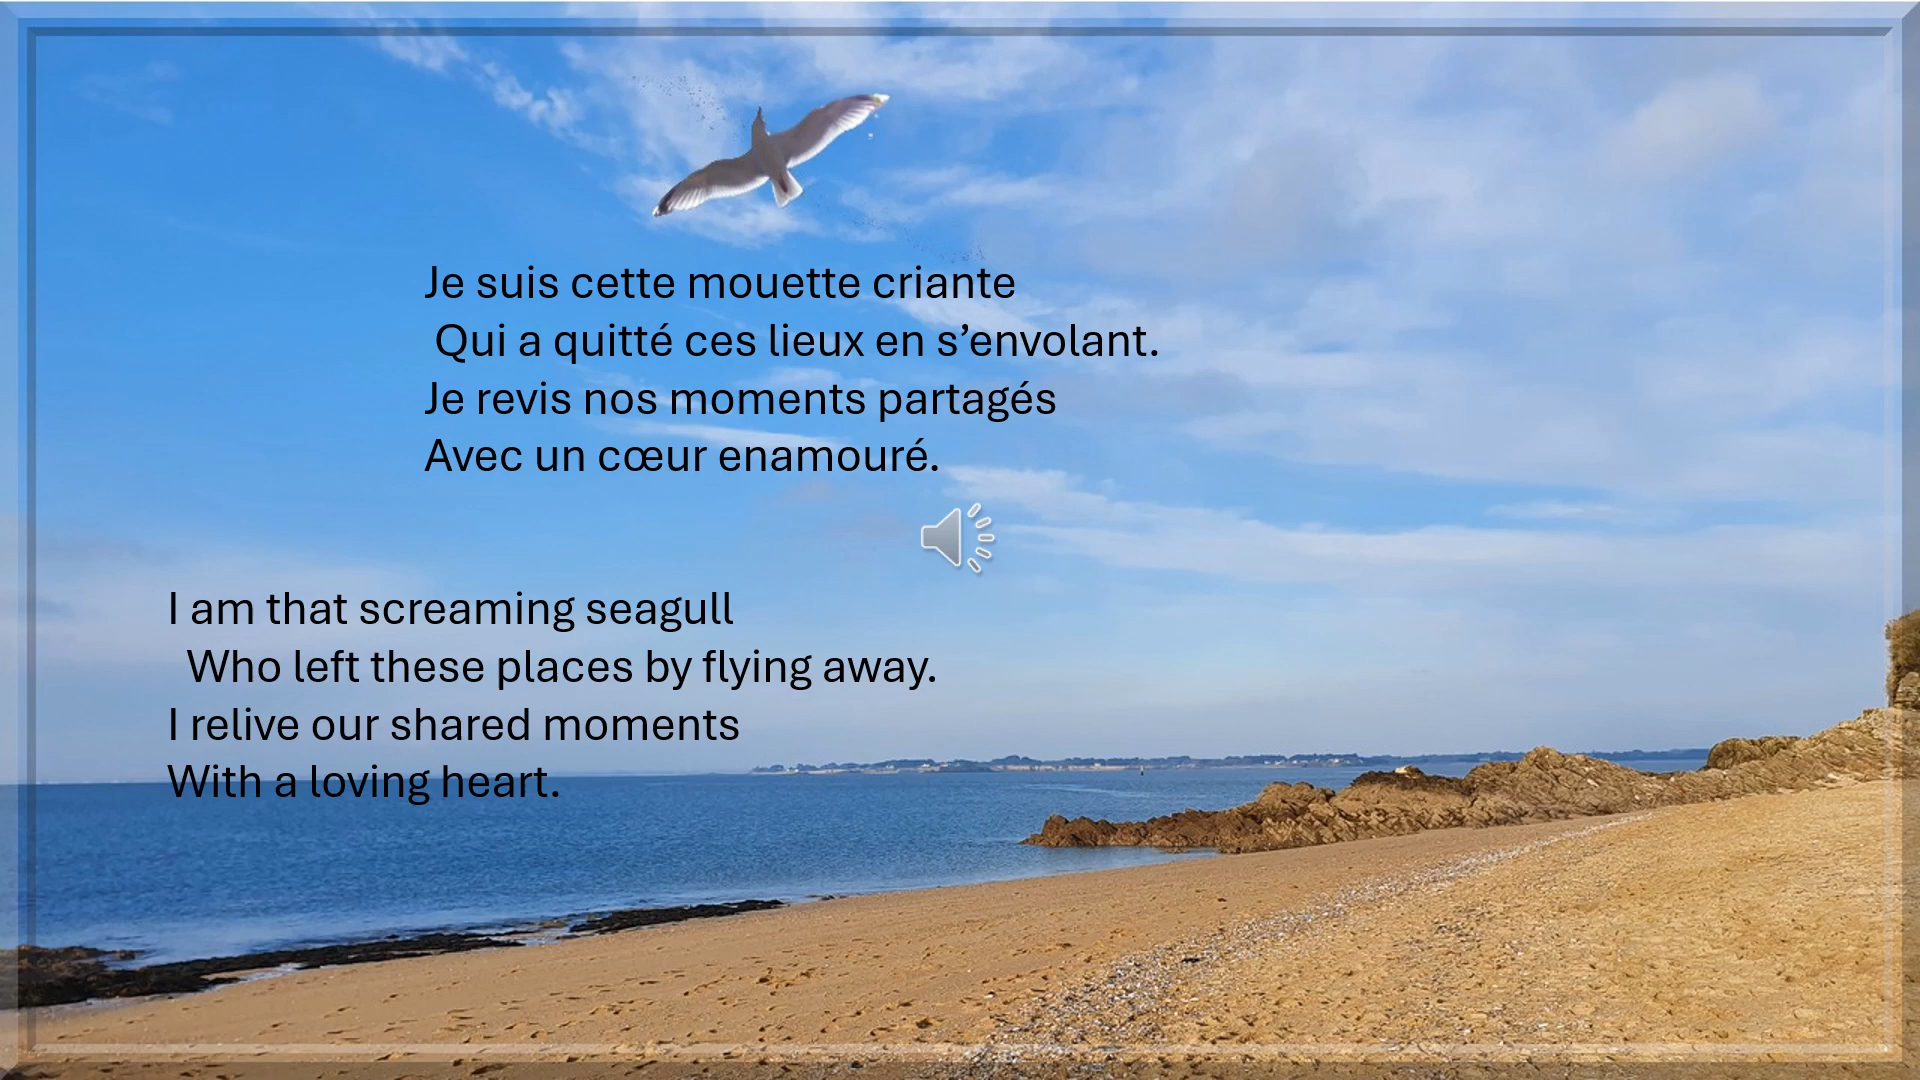 Je suis cette mouette criante
Qui a quitté ces lieux en s’envolant.
Je revis nos moments partagés
Avec un cœur enamouré.
I am that screaming seagull
Who left these places by flying away.
I relive our shared moments
With a loving heart.